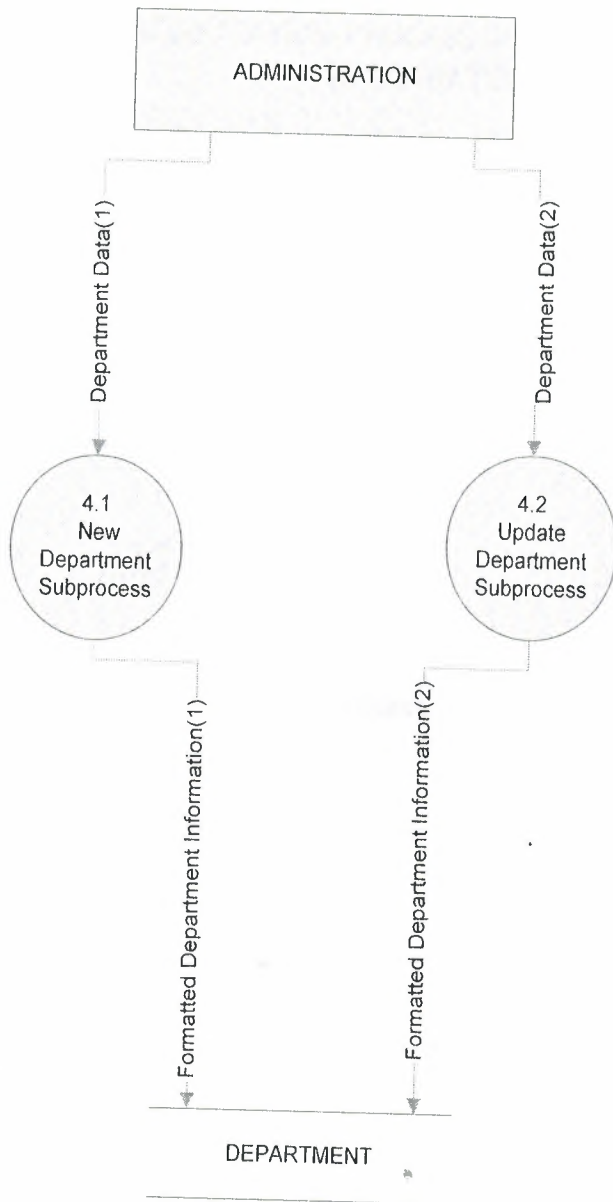 ADMINISTRATION
Department Data(1)
Department Data(2)
4.1
New
Department
Subprocess
4.2
Update
Department
Subprocess
Formatted Department Information(1)
Formatted Department Information(2)
DEPARTMENT